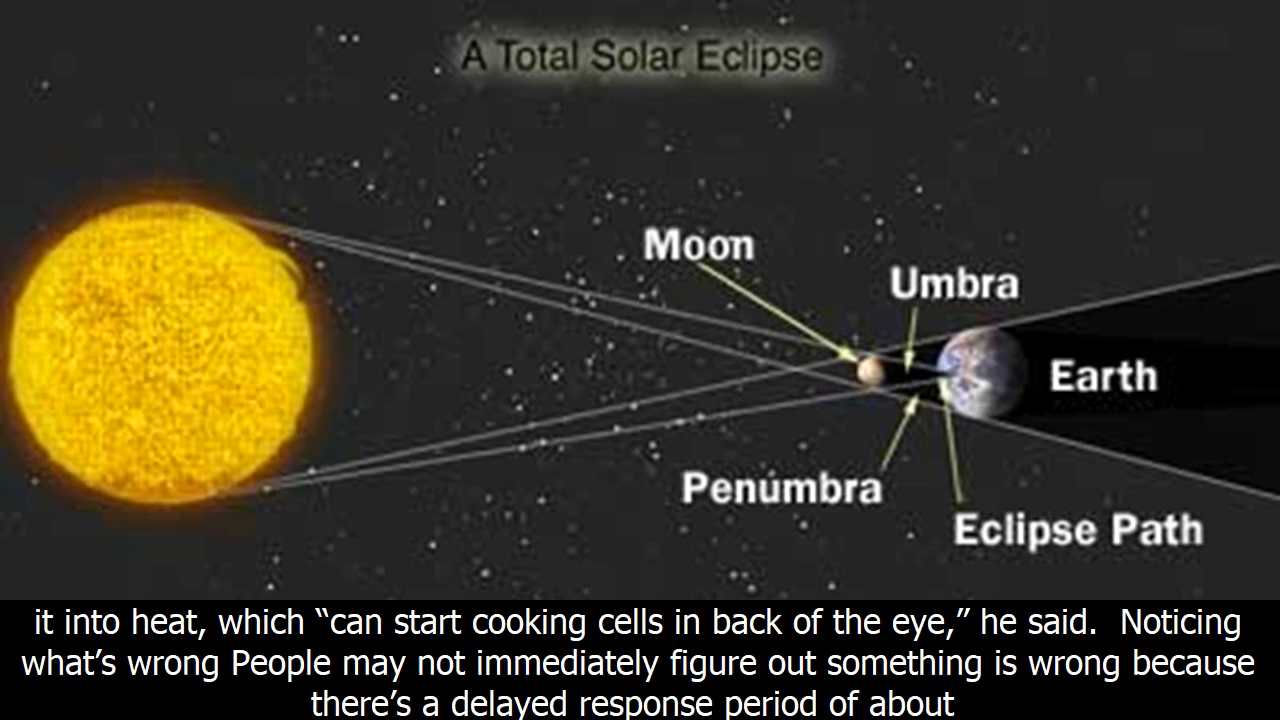 A Total Solar Eclipse
Moon
Umbra
Earth
Penumbra
Eclipse Path
it into heat, which “can start cooking cells in back of the eye,” he said.  Noticing
what’s wrong People may not immediately figure out something is wrong because
there’s a delayed response period of about